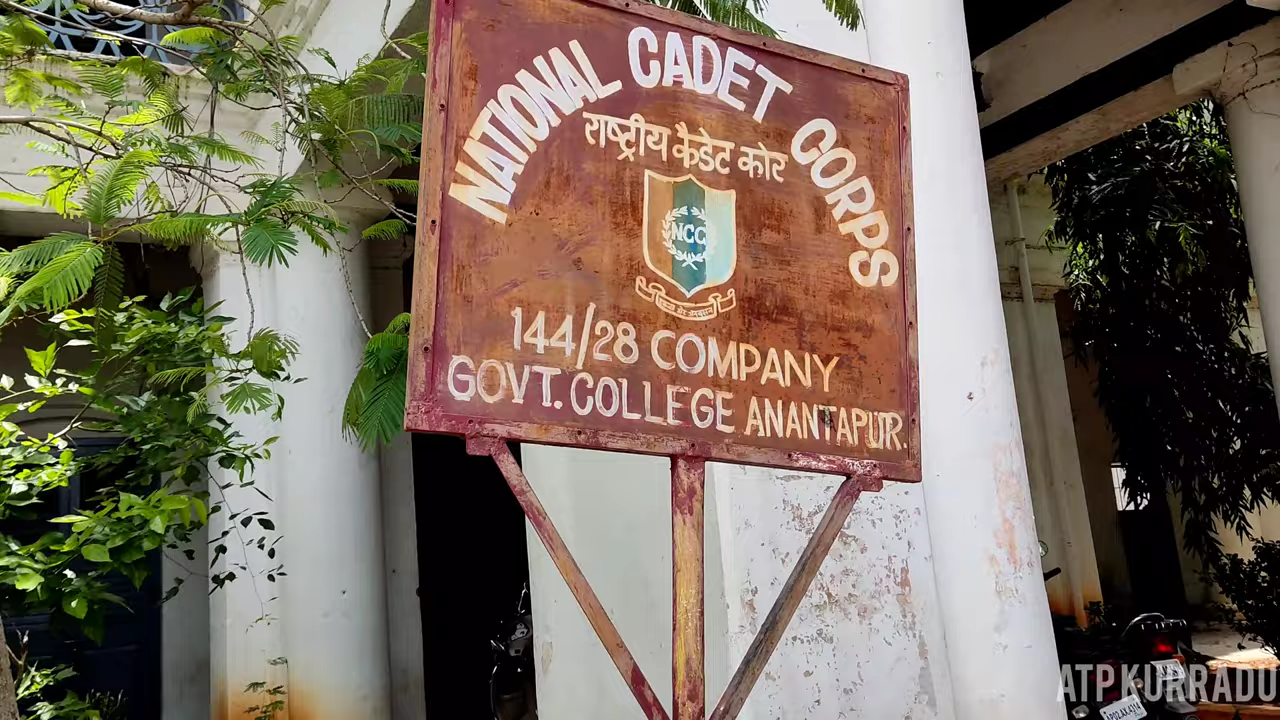 NATIONAL CADET CORPS
राष्ट्रीय कैडेट कोर
NCC
144/28 COMPANY
GOVT. COLLEGE ANANTAPUR.
ATP KURRADU